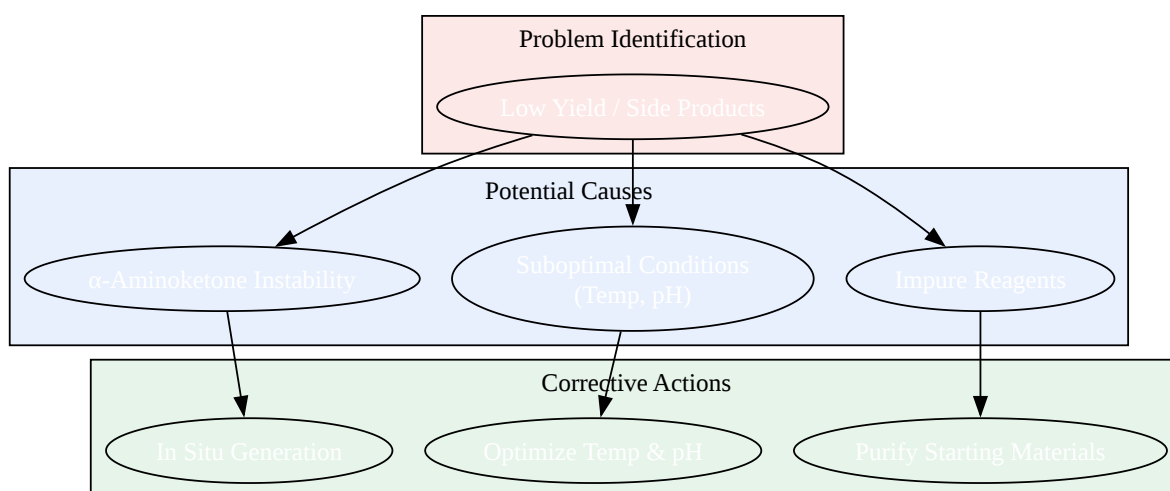 Problem Identification
Low Yield / Side Products
Potential Causes
α-Aminoketone Instability
Suboptimal Conditions
(Temp, pH)
Impure Reagents
Corrective Actions
In Situ Generation
Optimize Temp & pH
Purify Starting Materials